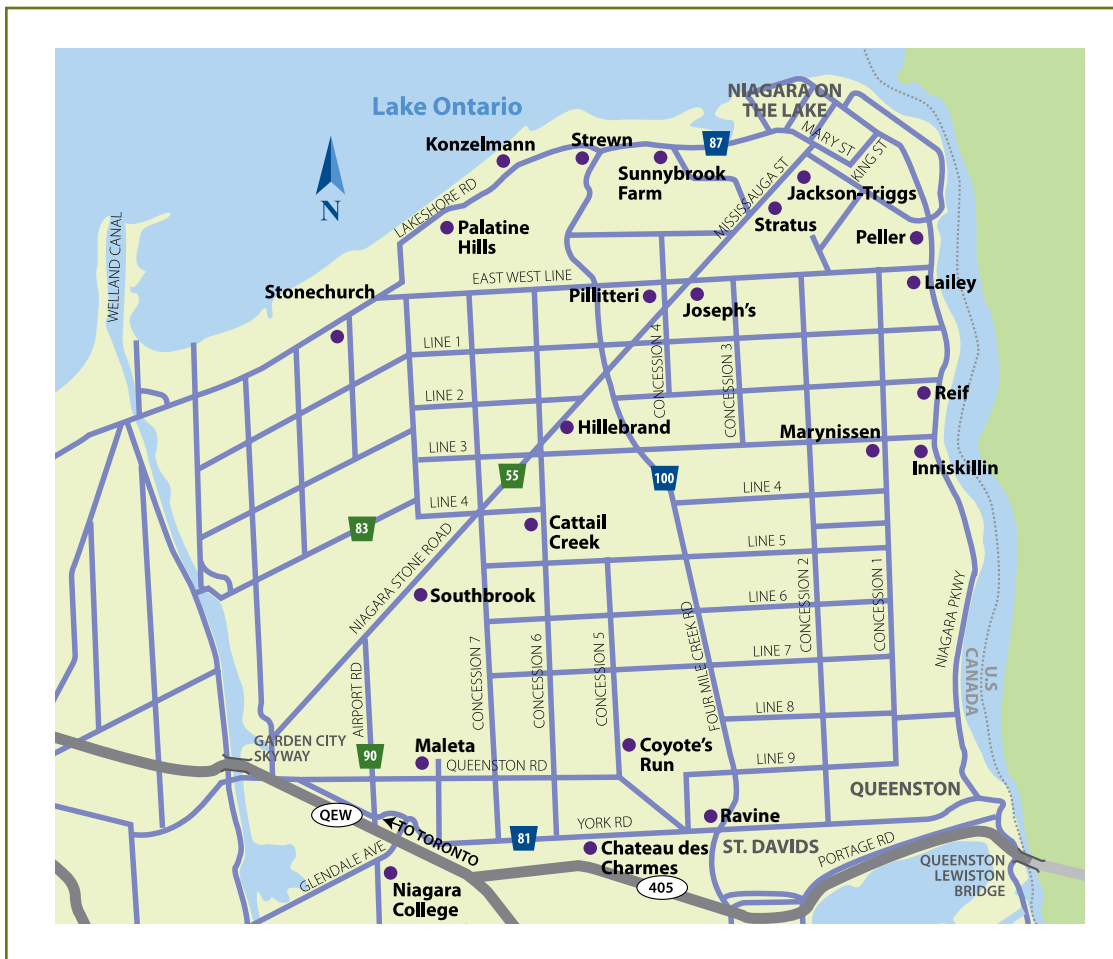 Lake Ontario
NIAGARA ON
THE LAKE
87
MARY ST
KING ST
Konzelmann
Strewn
Sunnybrook
Farm
MISSISSAUGA ST
Jackson-Triggs
Stratus
Peller
N
LAKESHORE RD
Palatine
Hills
WELLAND CANAL
Stonechurch
EAST WEST LINE
Pillitteri
Joseph's
Lailey
LINE 1
CONCESSION 4
CONCESSION 3
LINE 2
Reif
Hillebrand
Marynissen
Inniskillin
LINE 3
55
100
LINE 4
LINE 4
83
Cattail
Creek
LINE 5
NIAGARA STONE ROAD
Southbrook
LINE 6
CONCESSION 2
CONCESSION 1
CONCESSION 7
CONCESSION 6
CONCESSION 5
LINE 7
FOUR MILE CREEK RD
NIAGARA PKWY
U.S
CANADA
AIRPORT RD
LINE 8
GARDEN CITY
SKYWAY
90
Maleta
QUEENSTON RD
Coyote's
Run
LINE 9
QUEENSTON
QEW
TO TORONTO
81
YORK RD
Ravine
ST. DAVIDS
PORTAGE RD
GLENDALE AVE
Chateau des
Charmes
405
QUEENSTON
LEWISTON
BRIDGE
Niagara
College